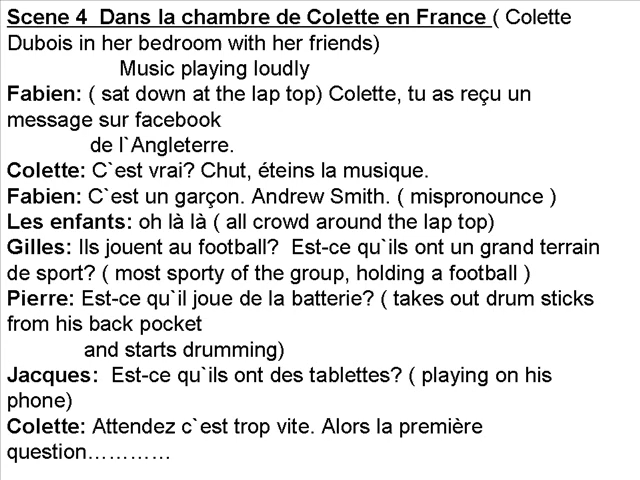 Scene 4  Dans la chambre de Colette en France ( Colette
Dubois in her bedroom with her friends)
Music playing loudly
Fabien: ( sat down at the lap top) Colette, tu as reçu un
message sur facebook
de l`Angleterre.
Colette: C`est vrai? Chut, éteins la musique.
Fabien: C`est un garçon. Andrew Smith. ( mispronounce )
Les enfants: oh là là ( all crowd around the lap top)
Gilles: Ils jouent au football?  Est-ce qu`ils ont un grand terrain
de sport? ( most sporty of the group, holding a football )
Pierre: Est-ce qu`il joue de la batterie? ( takes out drum sticks
from his back pocket
and starts drumming)
Jacques:  Est-ce qu`ils ont des tablettes? ( playing on his
phone)
Colette: Attendez c`est trop vite. Alors la première
question…………